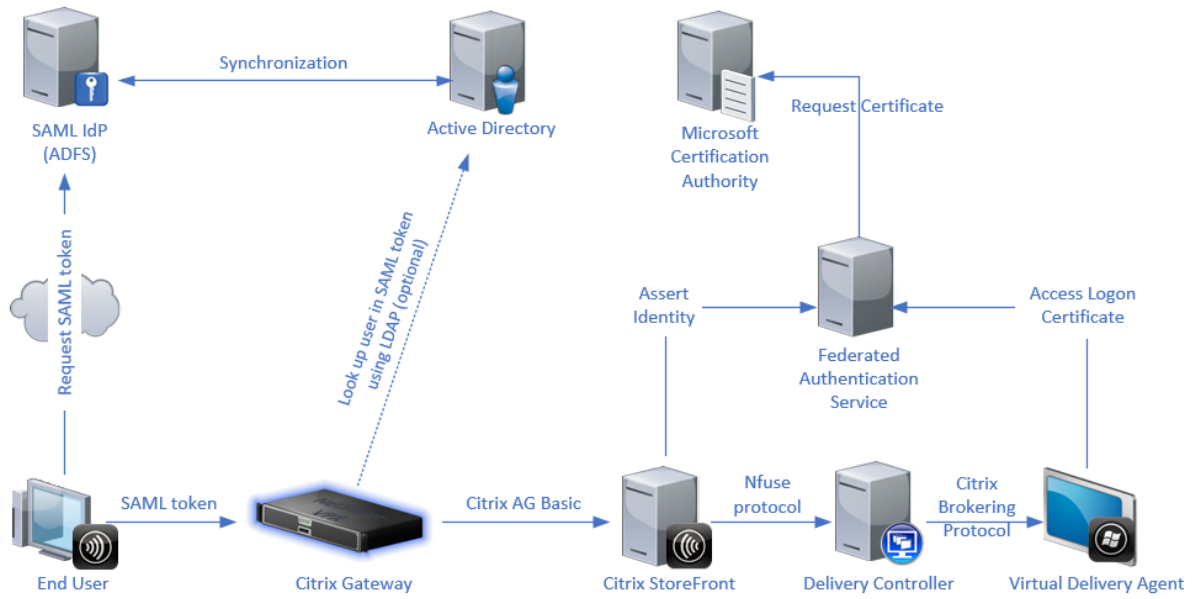 Synchronization
SAML IdP
(ADFS)
Active Directory
Microsoft
Certification
Authority
Request Certificate
Request SAML token
Look up user in SAML token
using LDAP (optional)
Assert
Identity
Access Logon
Certificate
Federated
Authentication
Service
SAML token
Citrix AG Basic
Nfuse
protocol
Citrix
Brokering
Protocol
End User
Citrix Gateway
Citrix StoreFront
Delivery Controller
Virtual Delivery Agent